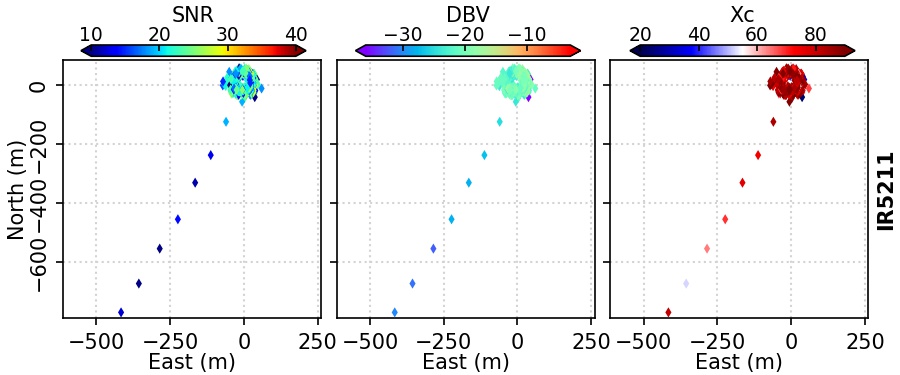 SNR DBV Xc
10 20 30 40 −30 −20 −10 20 40 60 80
North (m)
0
−200
−400
−600
IR5211
−500 −250 0 250 −500 −250 0 250 −500 −250 0 250
East (m) East (m) East (m)